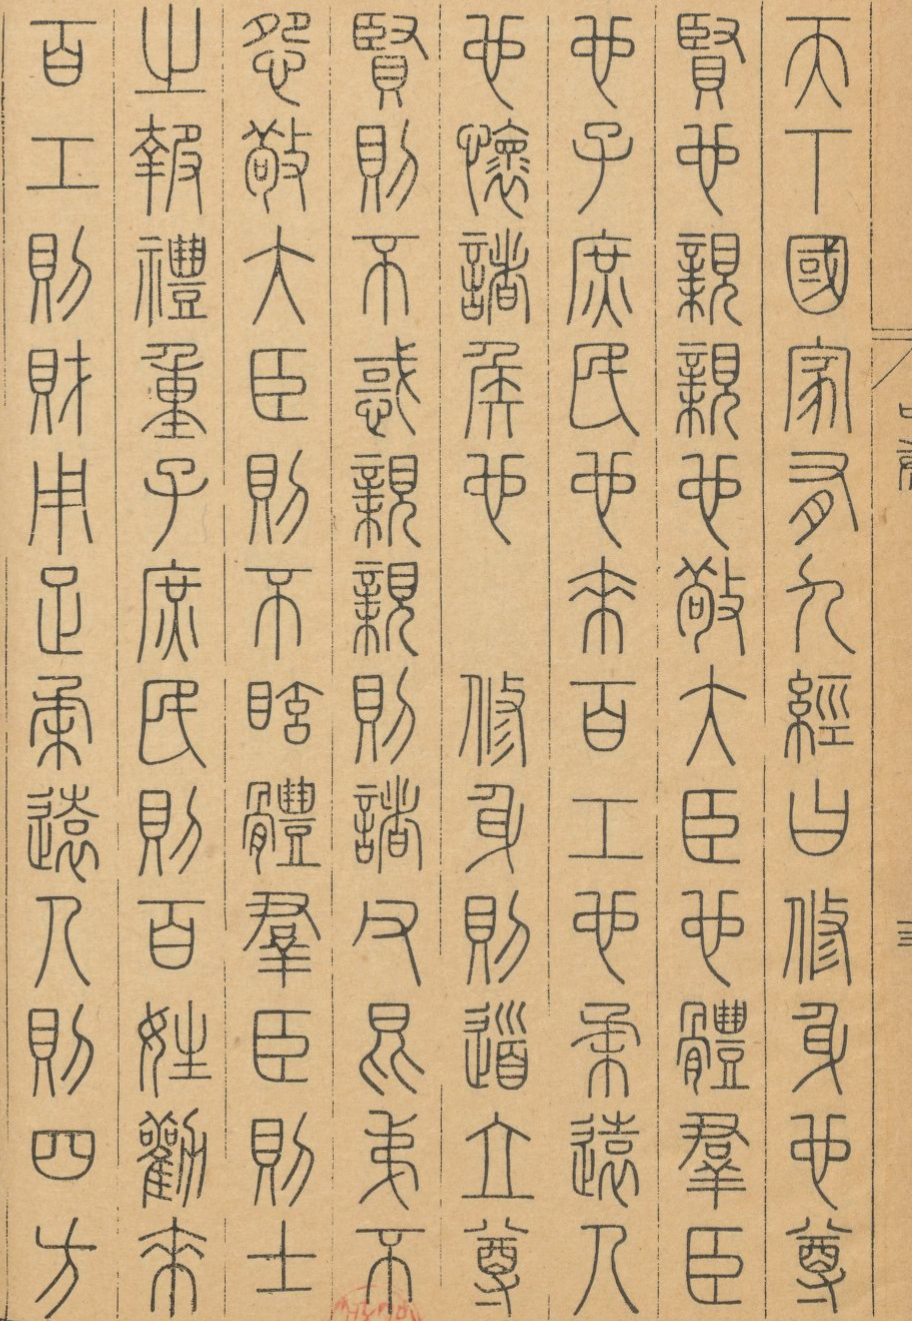 天下國家有九經曰修身也尊
賢也親親也敬大臣也體羣臣
也子庶民也來百工也柔遠人
也懷諸侯也　修身則道立尊
賢則不惑親親則諸父昆弟不
怨敬大臣則不眩體羣臣則士
之報禮重子庶民則百姓勸來
百工則財用足柔遠人則四方